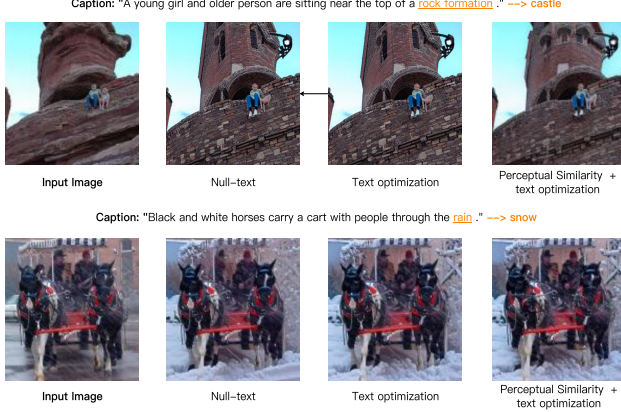 Caption: "A young girl and older person are sitting near the top of a rock formation ." --> castle
Input Image
Null-text
Text optimization
Perceptual Similarity +
text optimization
Caption: "Black and white horses carry a cart with people through the rain ." --> snow
Input Image
Null-text
Text optimization
Perceptual Similarity +
text optimization